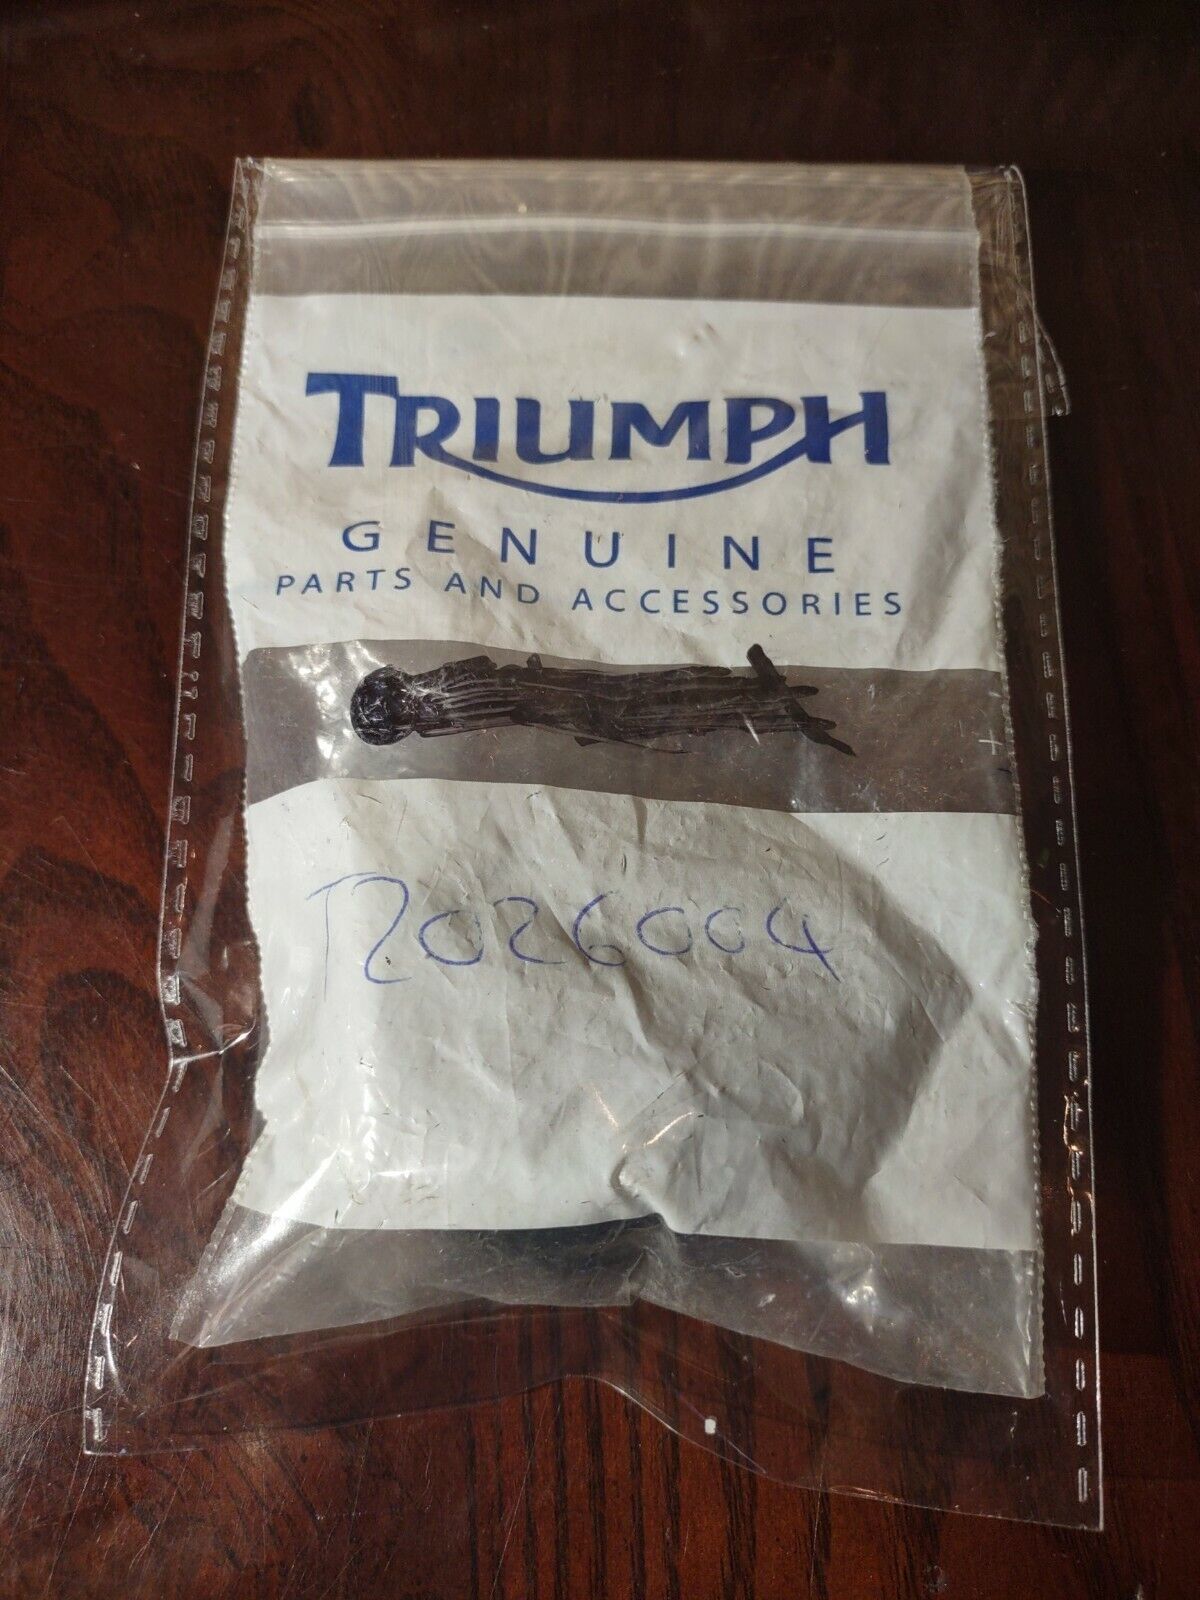 TRIUMPH
GENUINE
PARTS AND ACCESSORIES
T2026004